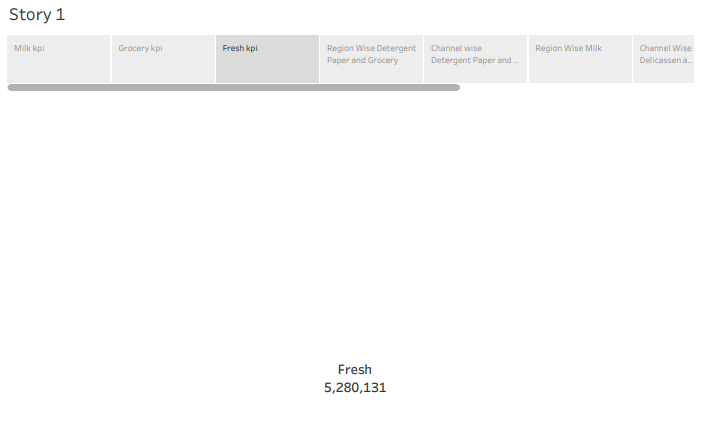 Story 1
Milk kpi
Grocery kpi
Fresh kpi
Region Wise Detergent
Paper and Grocery
Channel wise
Detergent Paper and ..
Region Wise Milk
Channel Wise
Delicassen a..
Fresh
5,280,131